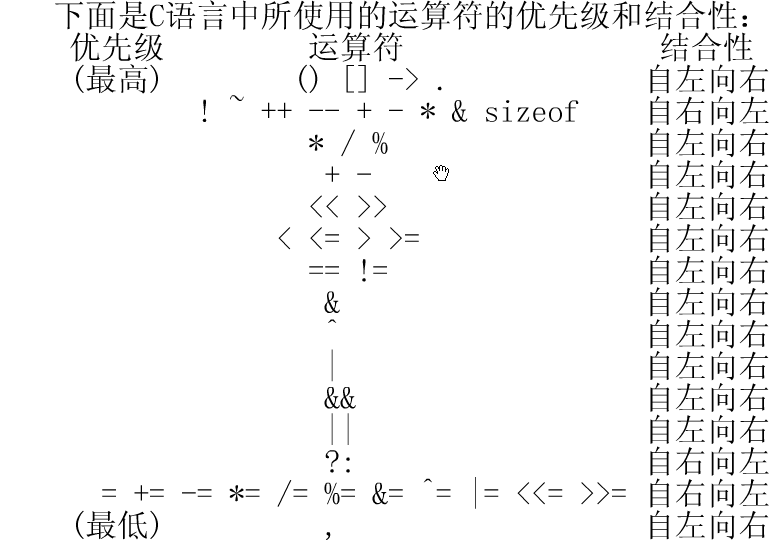 下面是C语言中所使用的运算符的优先级和结合性：
优先级 运算符 结合性
(最高) () [] -> . 自左向右
! ~ ++ -- + - * & sizeof 自右向左
* / % 自左向右
+ - 自左向右
<< >> 自左向右
< <= > >= 自左向右
== != 自左向右
& 自左向右
^ 自左向右
| 自左向右
&& 自左向右
|| 自左向右
?: 自右向左
= += -= *= /= %= &= ^= |= <<= >>= 自右向左
(最低) , 自左向右